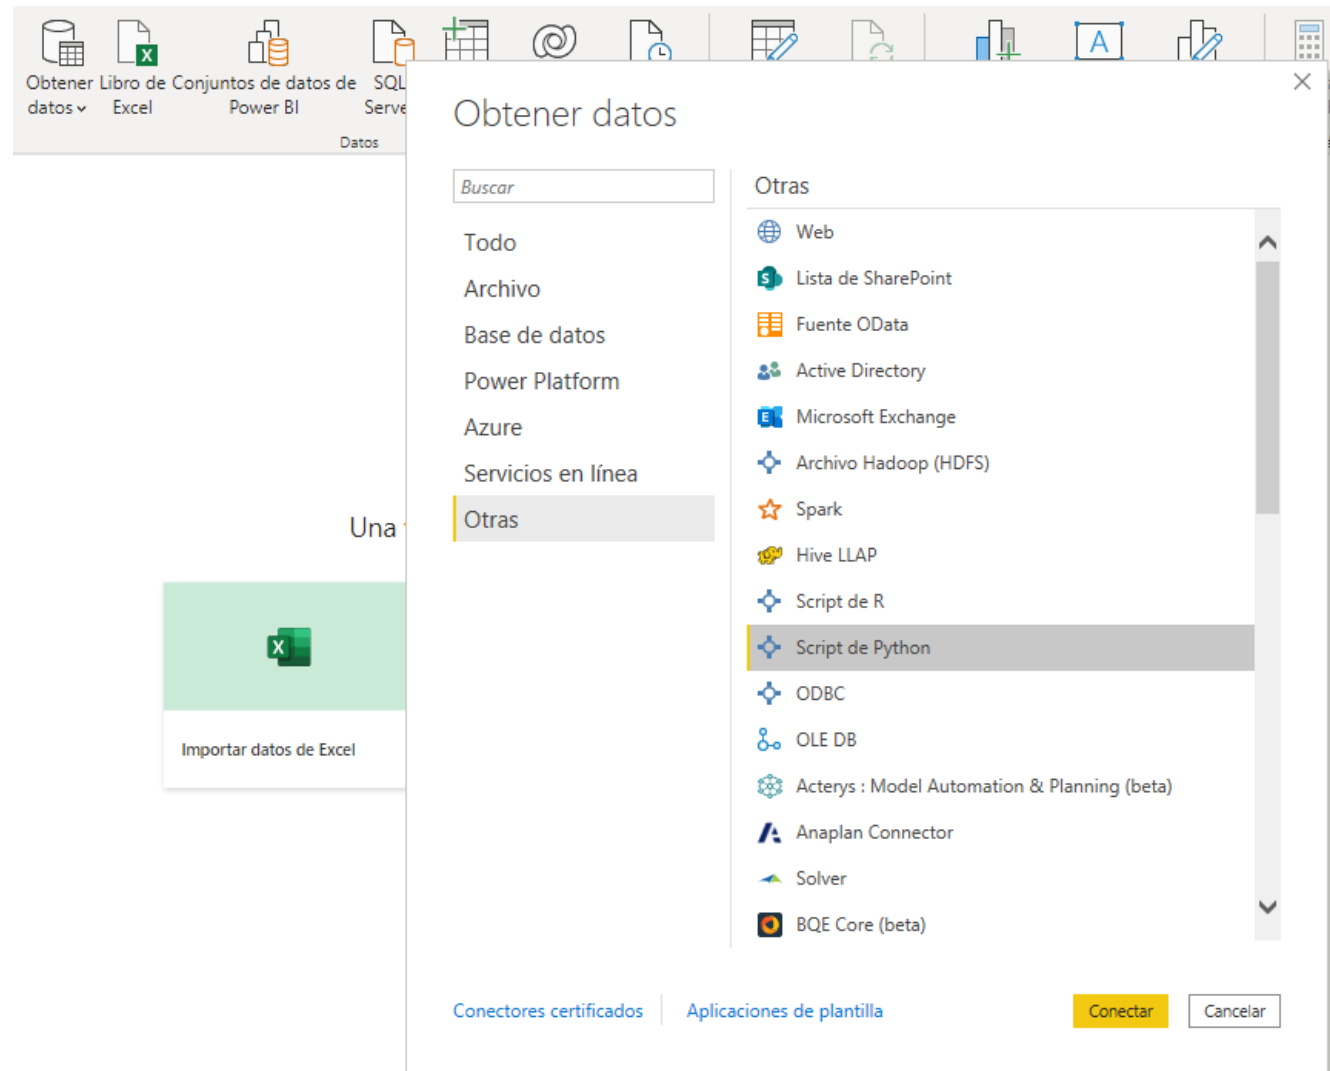 Obtener datos
Libro de Excel
Conjuntos de datos de Power BI
SQL
Datos
Obtener datos
Buscar
Todo
Archivo
Base de datos
Power Platform
Azure
Servicios en línea
Otras
Otras
Web
Lista de SharePoint
Fuente OData
Active Directory
Microsoft Exchange
Archivo Hadoop (HDFS)
Spark
Hive LLAP
Script de R
Script de Python
ODBC
OLE DB
Acterys : Model Automation & Planning (beta)
Anaplan Connector
Solver
BQE Core (beta)
Una
Importar datos de Excel
Conectores certificados
Aplicaciones de plantilla
Conectar
Cancelar